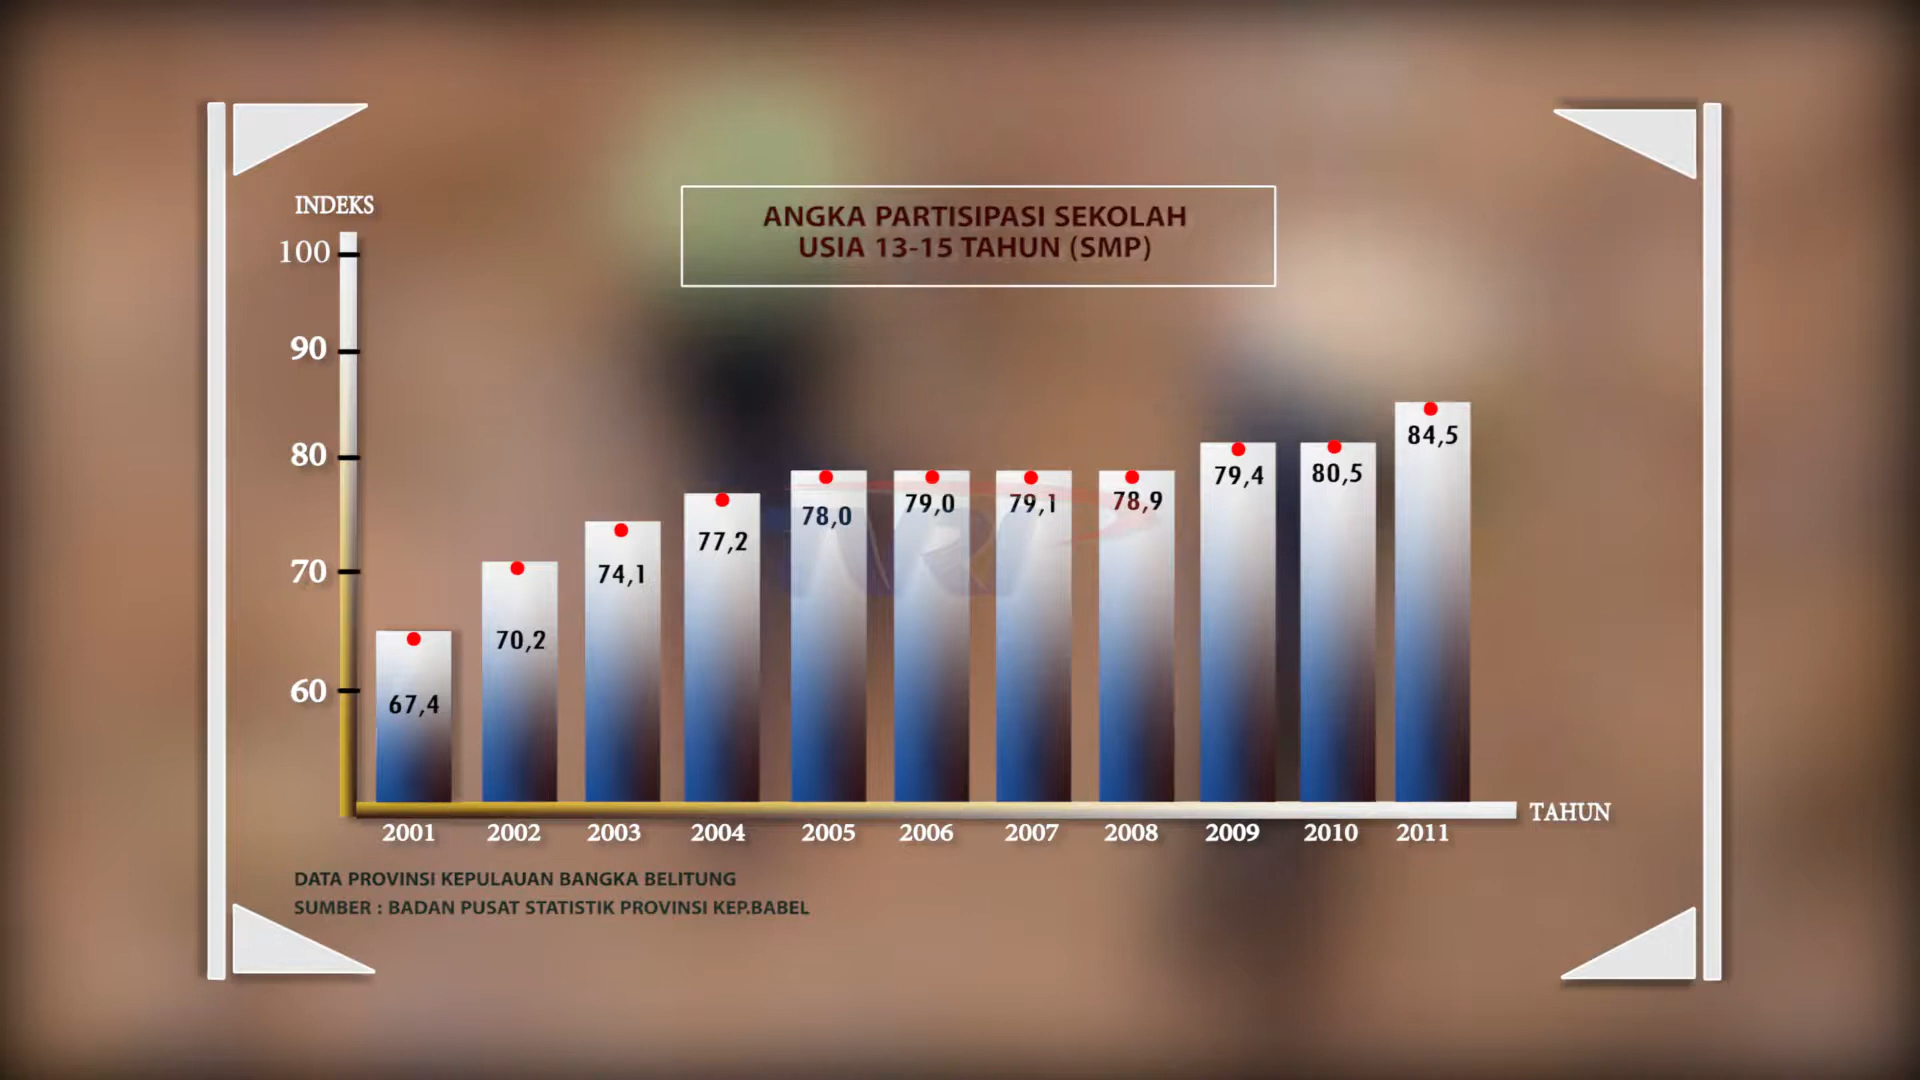 ANGKA PARTISIPASI SEKOLAH
USIA 13-15 TAHUN (SMP)
INDEKS
100
90
80
70
60
67,4
70,2
74,1
77,2
78,0
79,0
79,1
78,9
79,4
80,5
84,5
2001 2002 2003 2004 2005 2006 2007 2008 2009 2010 2011
TAHUN
DATA PROVINSI KEPULAUAN BANGKA BELITUNG
SUMBER : BADAN PUSAT STATISTIK PROVINSI KEP.BABEL